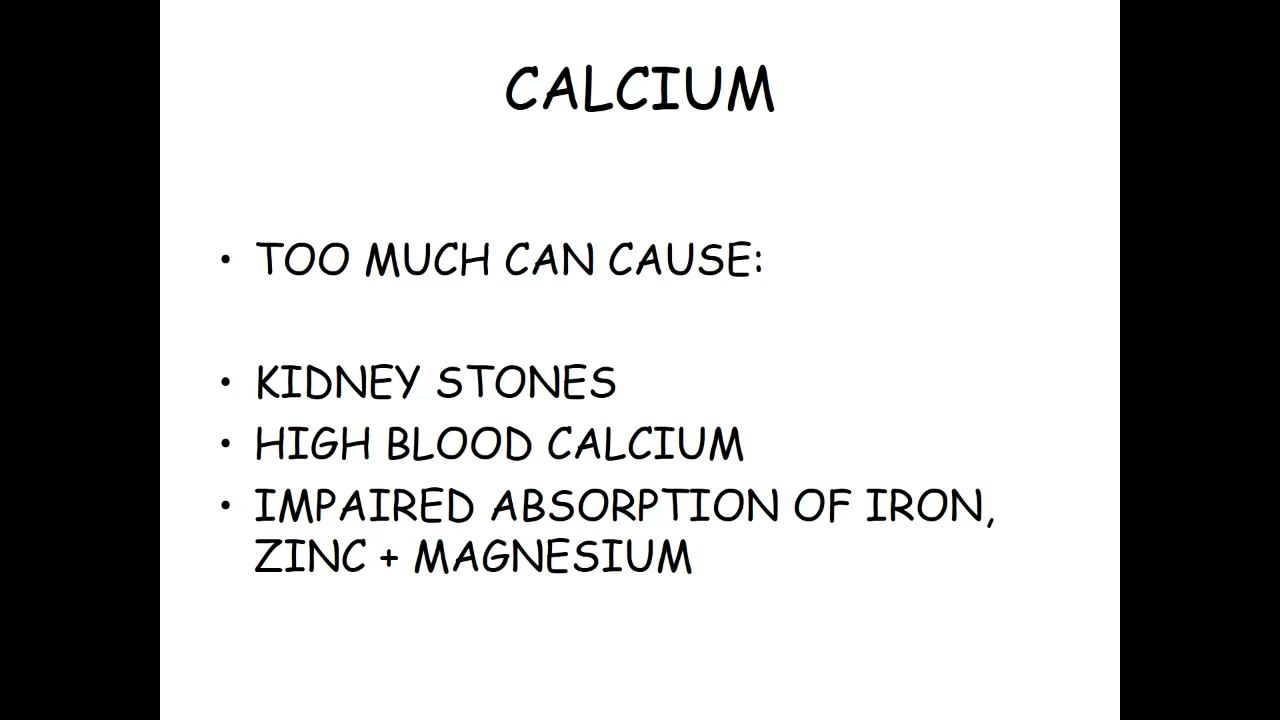 CALCIUM
• TOO MUCH CAN CAUSE:
• KIDNEY STONES
• HIGH BLOOD CALCIUM
• IMPAIRED ABSORPTION OF IRON,
ZINC + MAGNESIUM